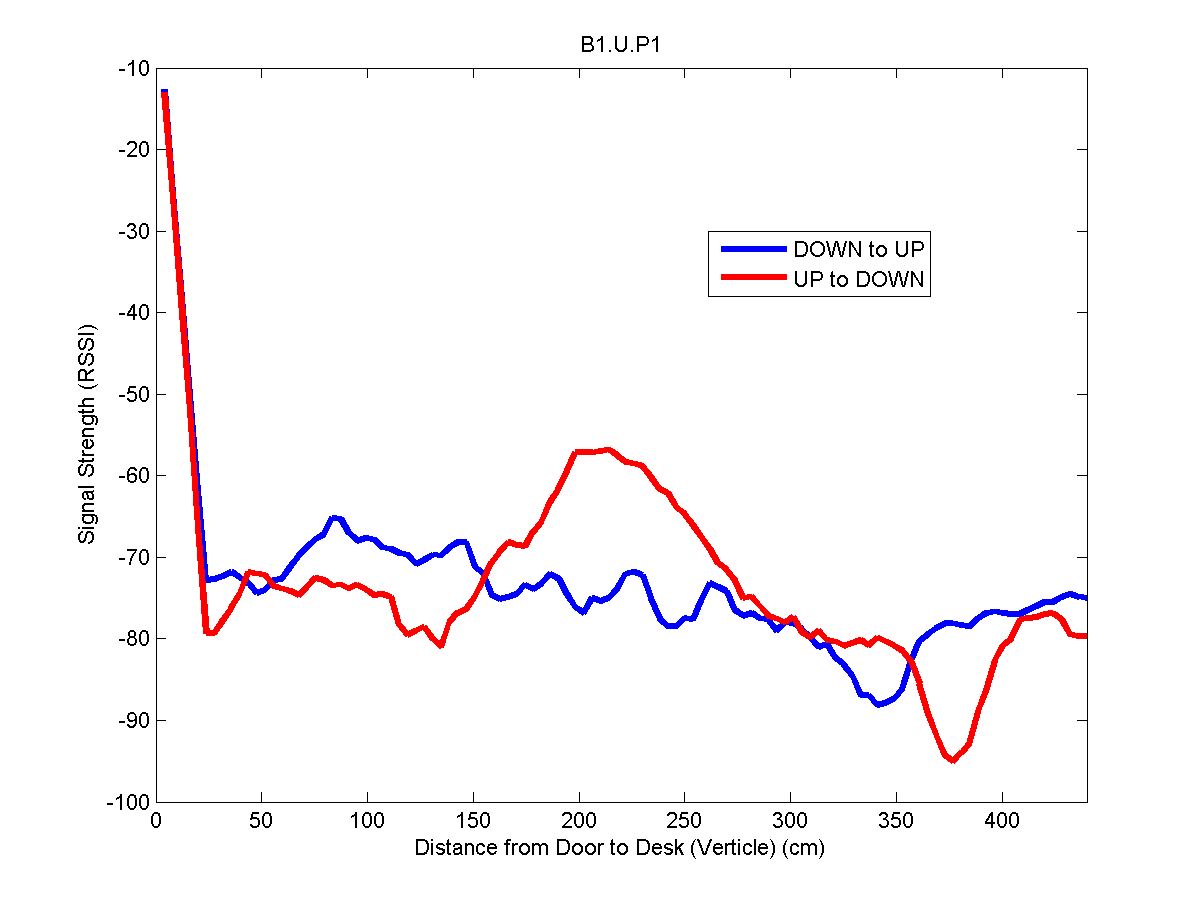 B1.U.P1
-10
-20
-30
-40
-50
-60
-70
-80
-90
-100
Signal Strength (RSSI)
DOWN to UP
UP to DOWN
0 50 100 150 200 250 300 350 400
Distance from Door to Desk (Verticle) (cm)